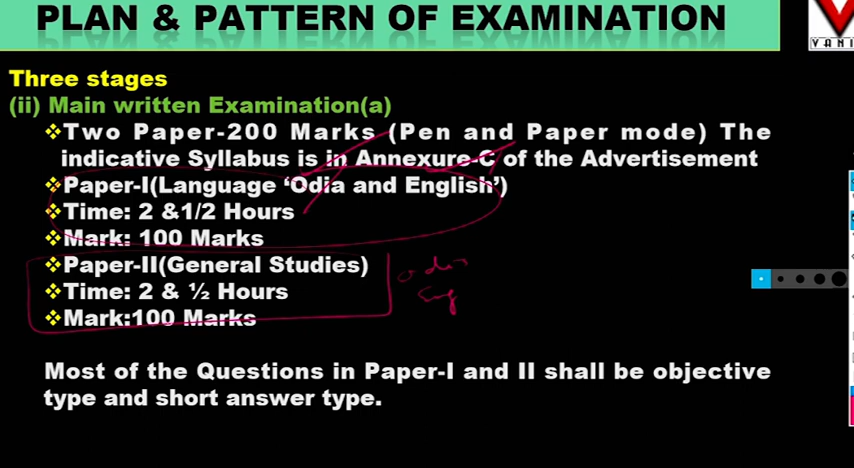 PLAN & PATTERN OF EXAMINATION
VANI
Three stages
(ii) Main written Examination(a)
❖Two Paper-200 Marks (Pen and Paper mode) The
indicative Syllabus is in Annexure-C of the Advertisement
❖Paper-I(Language ‘Odia and English’)
❖Time: 2 &1/2 Hours
❖Mark: 100 Marks
❖Paper-II(General Studies)
❖Time: 2 & ½ Hours
❖Mark:100 Marks
Most of the Questions in Paper-I and II shall be objective
type and short answer type.